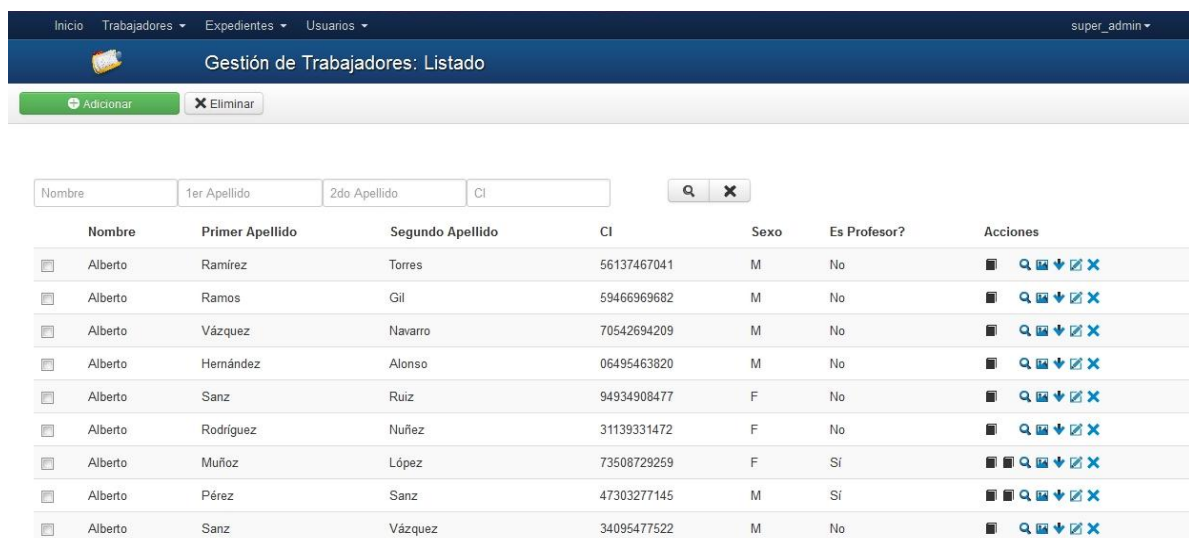 Inicio Trabajadores Expedientes Usuarios super_admin
Gestión de Trabajadores: Listado
Adicionar Eliminar
Nombre 1er Apellido 2do Apellido CI
Nombre Primer Apellido Segundo Apellido CI Sexo Es Profesor? Acciones
Alberto Ramírez Torres 56137467041 M No
Alberto Ramos Gil 59466969682 M No
Alberto Vázquez Navarro 70542694209 M No
Alberto Hernández Alonso 06495463820 M No
Alberto Sanz Ruiz 94934908477 F No
Alberto Rodríguez Nuñez 31139331472 F No
Alberto Muñoz López 73508729259 F Sí
Alberto Pérez Sanz 47303277145 M Sí
Alberto Sanz Vázquez 34095477522 M No